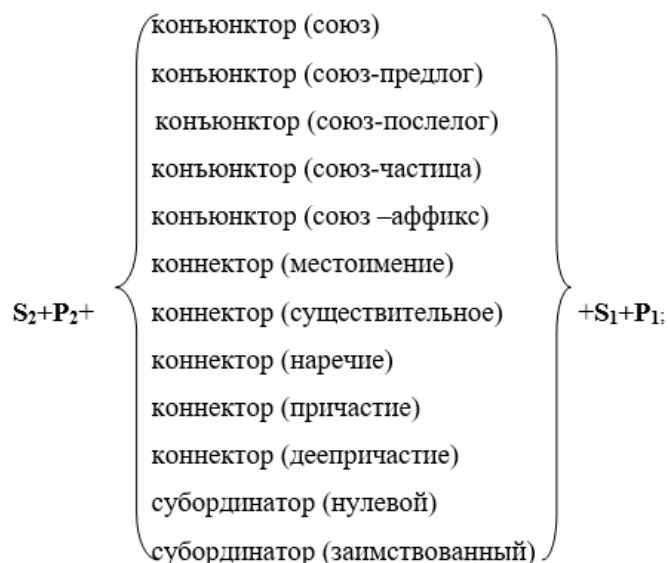 конъюнктор (союз)
конъюнктор (союз-предлог)
конъюнктор (союз-послелог)
конъюнктор (союз-частица)
конъюнктор (союз –аффикс)
коннектор (местоимение)
S₂+P₂+ коннектор (существительное) +S₁+P₁;
коннектор (наречие)
коннектор (причастие)
коннектор (деепричастие)
субординатор (нулевой)
субординатор (заимствованный)